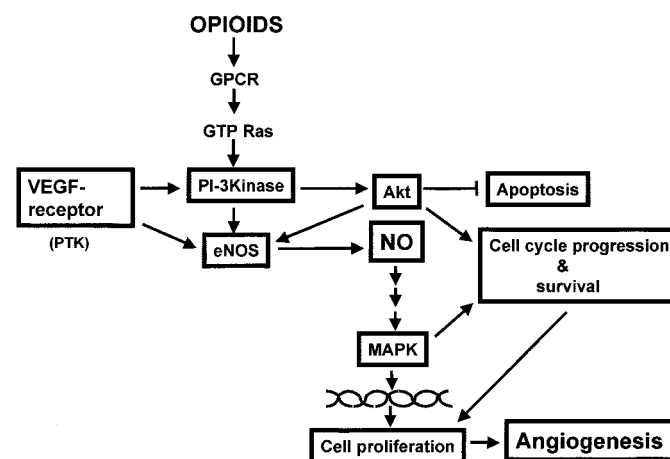 OPIOIDS
GPCR
GTP Ras
VEGF-
receptor
(PTK)
PI-3Kinase
Akt
Apoptosis
eNOS
NO
Cell cycle progression
&
survival
MAPK
Cell proliferation
Angiogenesis